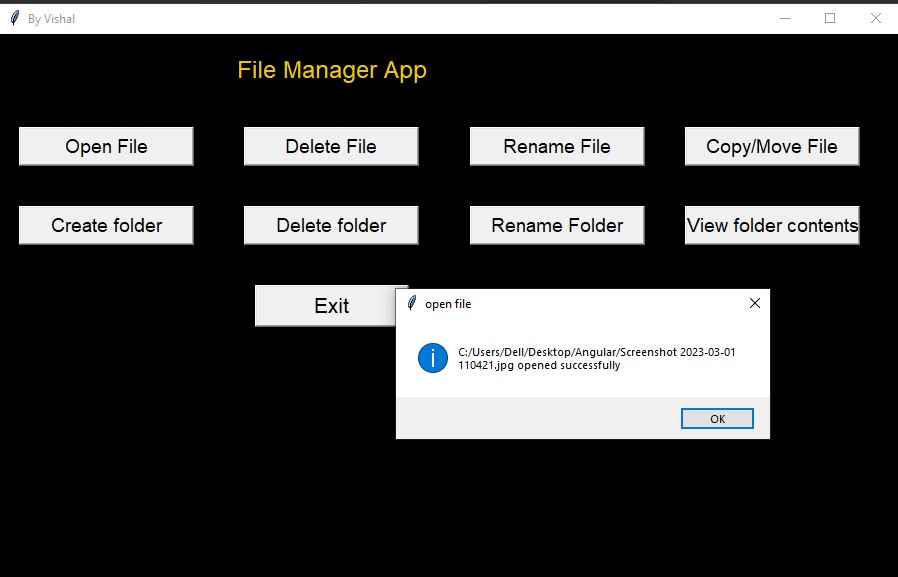 By Vishal
File Manager App
Open File
Delete File
Rename File
Copy/Move File
Create folder
Delete folder
Rename Folder
View folder contents
Exit
open file
C:/Users/Dell/Desktop/Angular/Screenshot 2023-03-01
110421.jpg opened successfully
OK